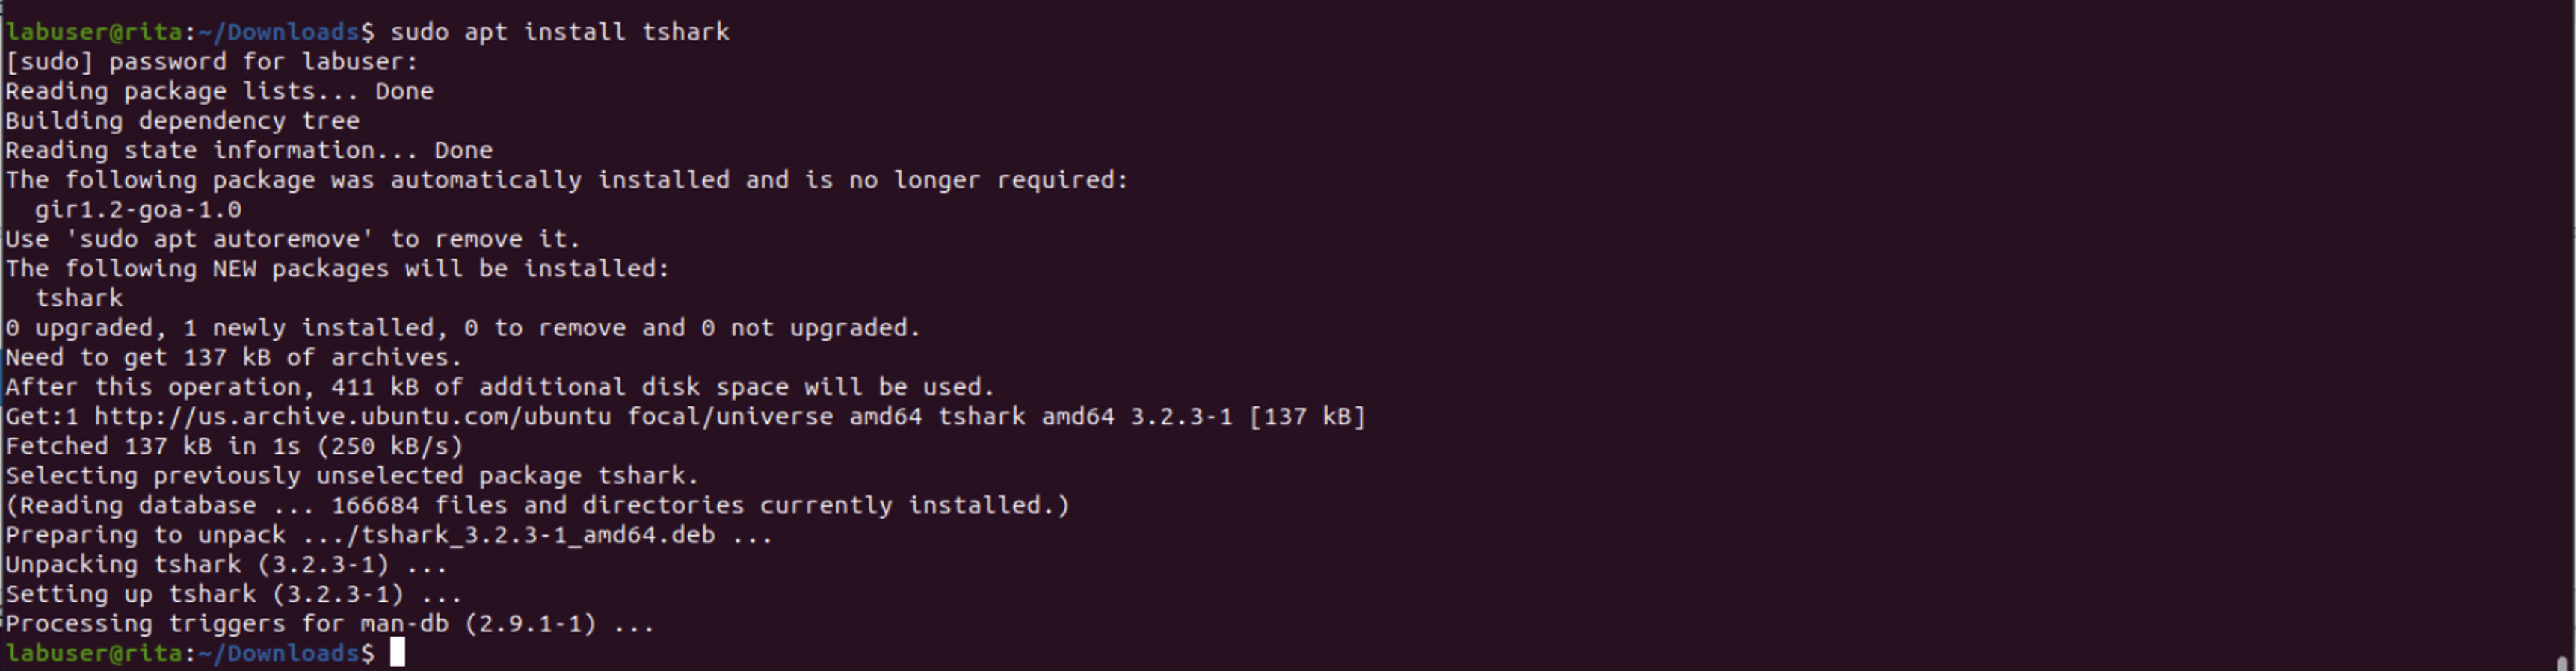 labuser@rita:~/Downloads$ sudo apt install tshark
[sudo] password for labuser:
Reading package lists... Done
Building dependency tree
Reading state information... Done
The following package was automatically installed and is no longer required:
  gir1.2-goa-1.0
Use 'sudo apt autoremove' to remove it.
The following NEW packages will be installed:
  tshark
0 upgraded, 1 newly installed, 0 to remove and 0 not upgraded.
Need to get 137 kB of archives.
After this operation, 411 kB of additional disk space will be used.
Get:1 http://us.archive.ubuntu.com/ubuntu focal/universe amd64 tshark amd64 3.2.3-1 [137 kB]
Fetched 137 kB in 1s (250 kB/s)
Selecting previously unselected package tshark.
(Reading database ... 166684 files and directories currently installed.)
Preparing to unpack .../tshark_3.2.3-1_amd64.deb ...
Unpacking tshark (3.2.3-1) ...
Setting up tshark (3.2.3-1) ...
Processing triggers for man-db (2.9.1-1) ...
labuser@rita:~/Downloads$